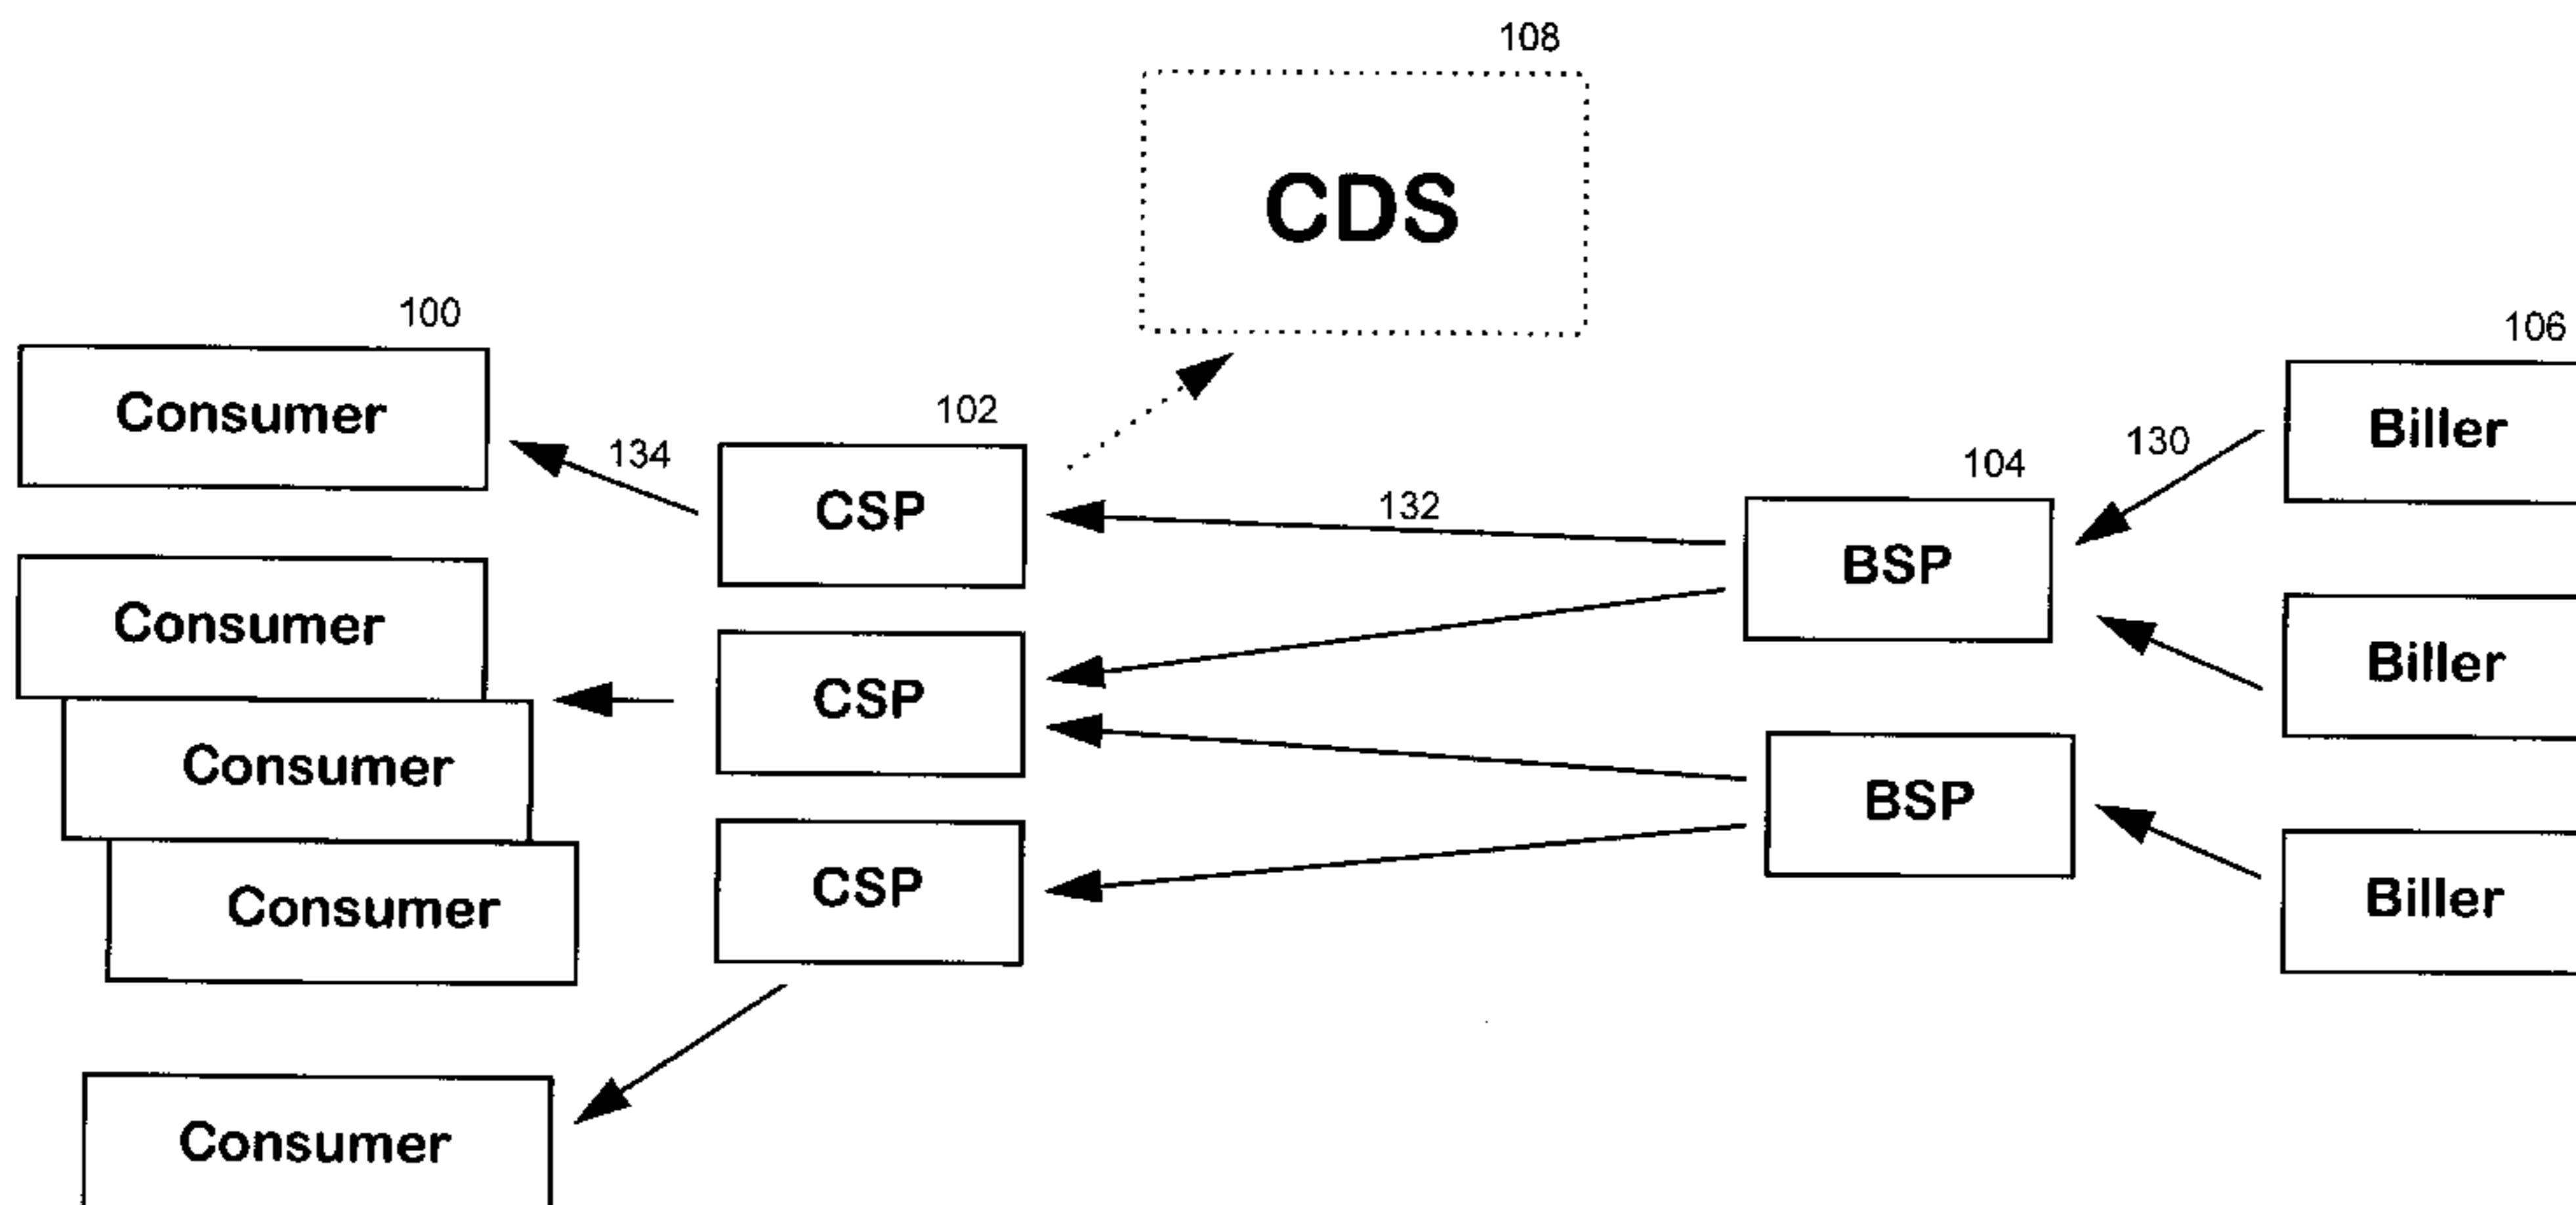 108
CDS
100
106
Consumer
102
Biller
134
130
104
CSP
132
BSP
Consumer
Biller
CSP
Consumer
BSP
CSP
Biller
Consumer
Consumer